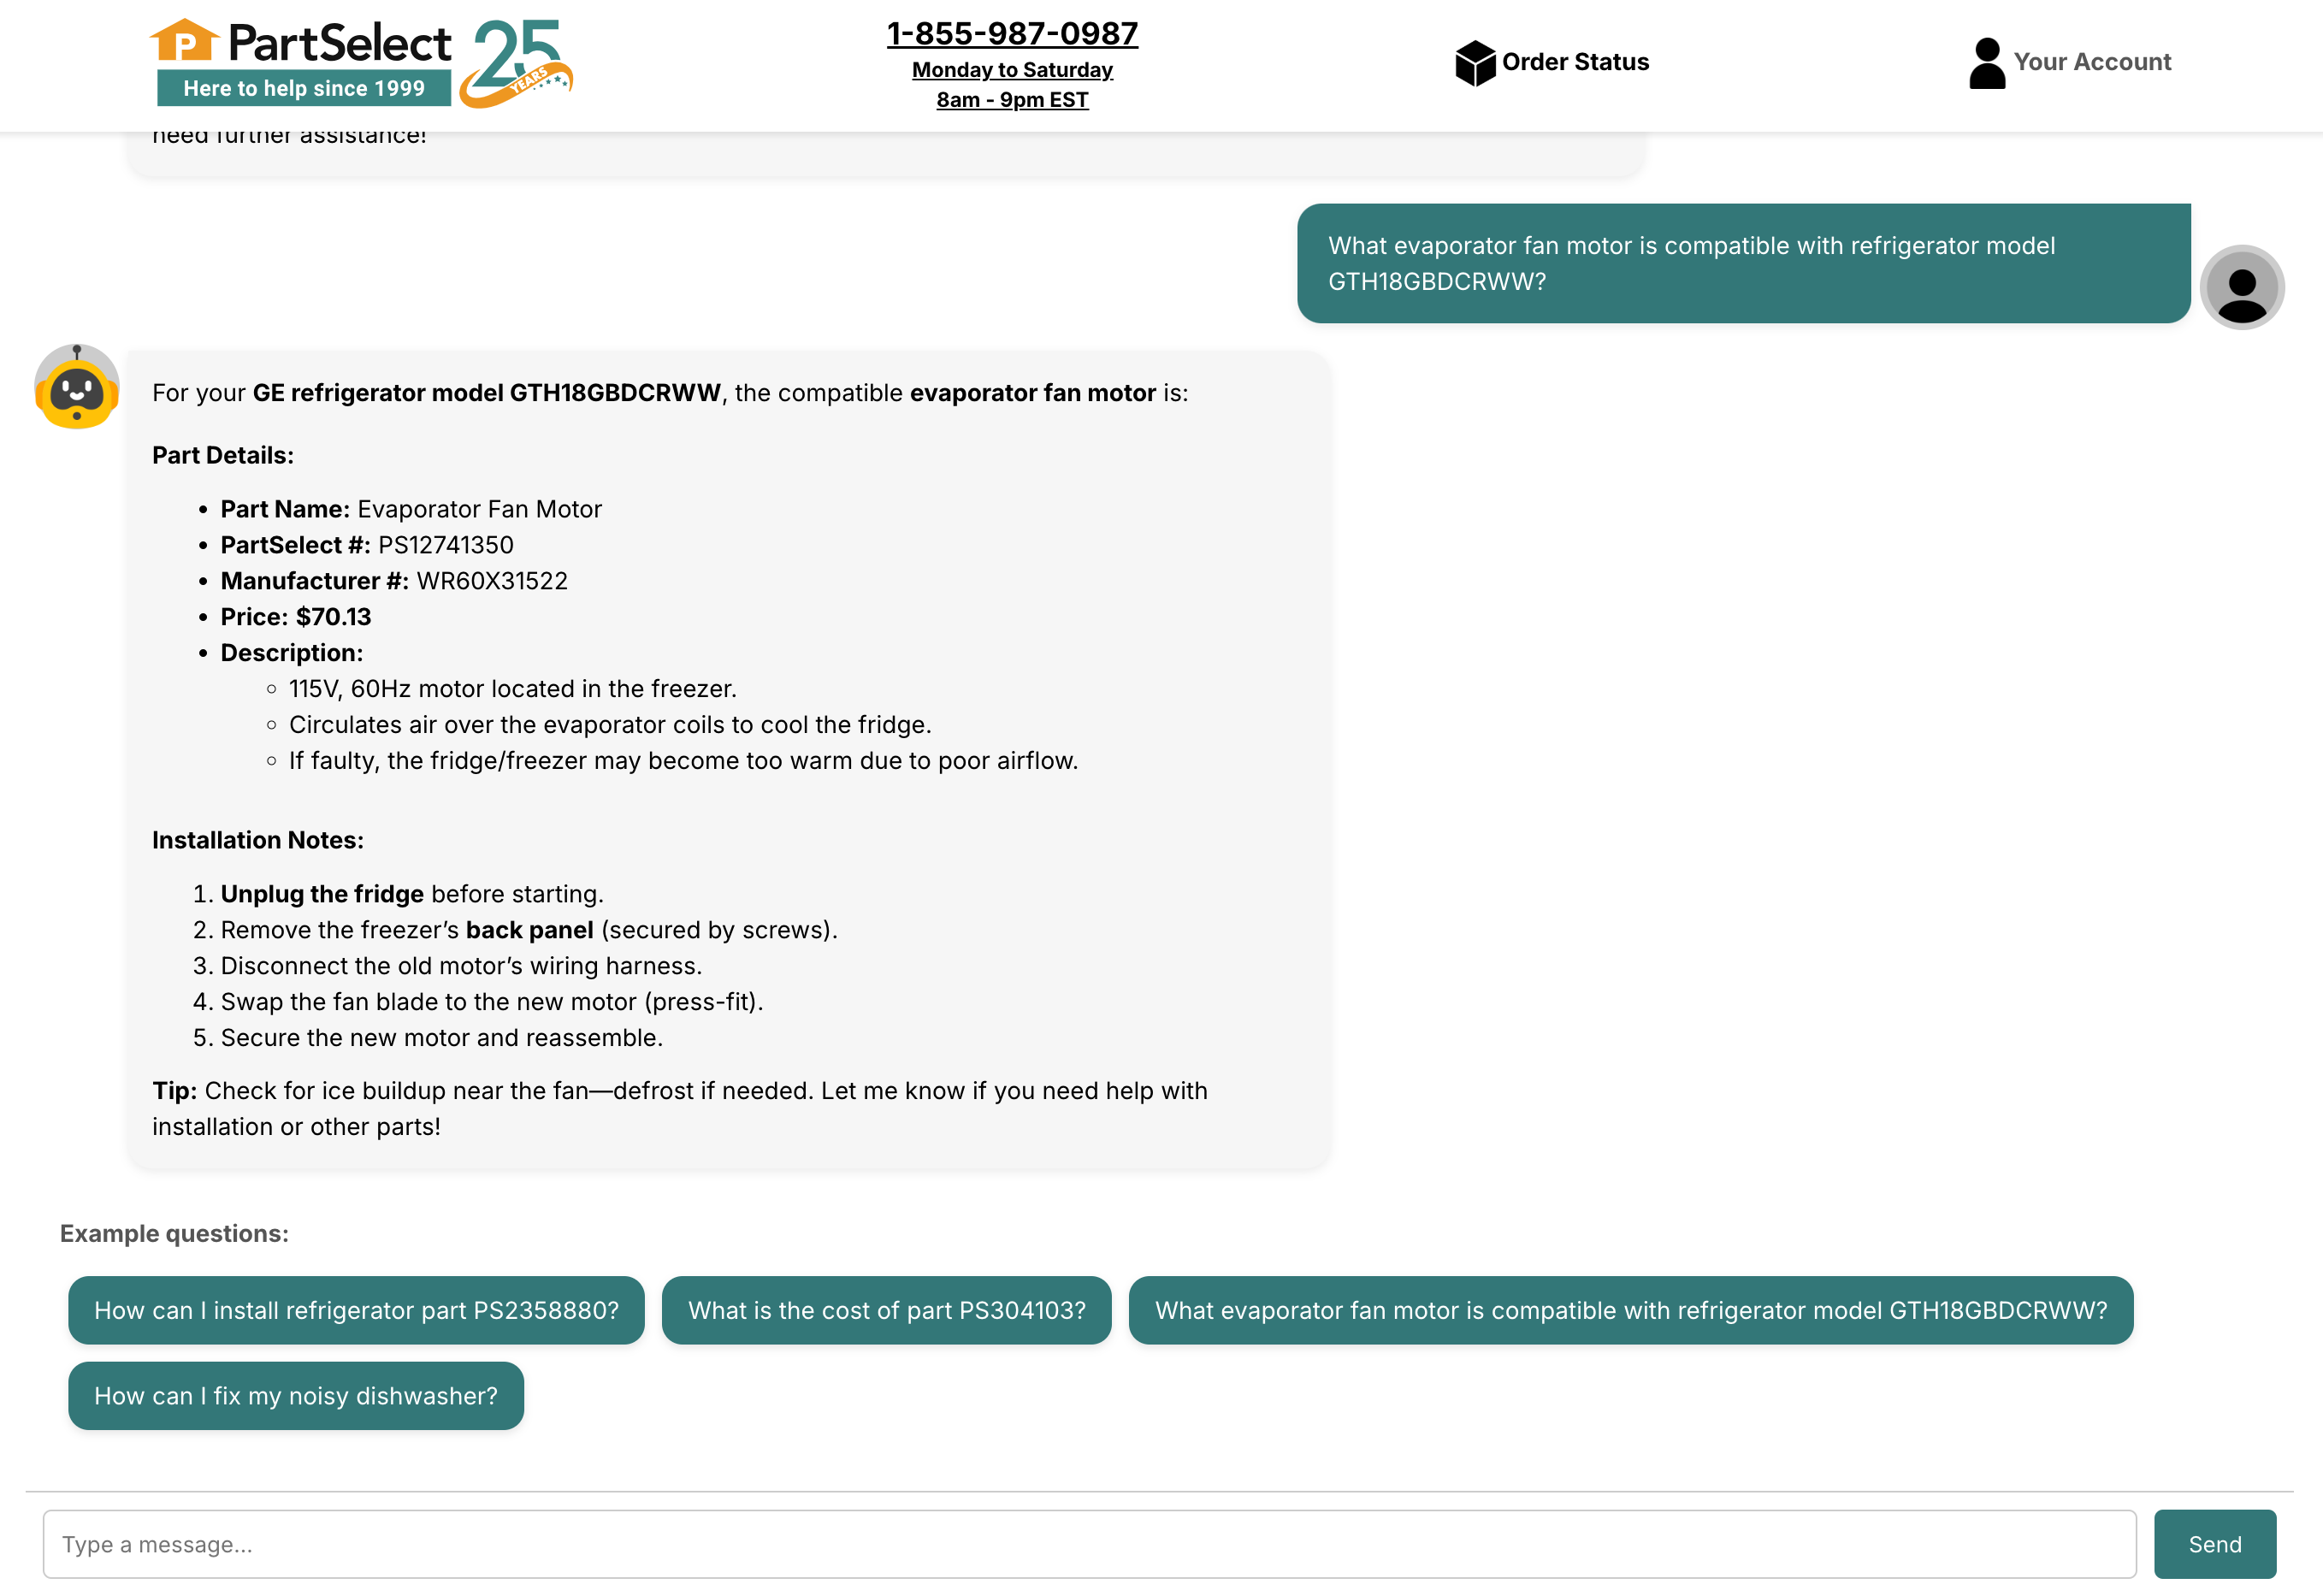 P PartSelect
Here to help since 1999
25
YEARS
1-855-987-0987
Monday to Saturday
8am - 9pm EST
Order Status
Your Account
need further assistance!
What evaporator fan motor is compatible with refrigerator model
GTH18GBDCRWW?
For your GE refrigerator model GTH18GBDCRWW, the compatible evaporator fan motor is:
Part Details:
• Part Name: Evaporator Fan Motor
• PartSelect #: PS12741350
• Manufacturer #: WR60X31522
• Price: $70.13
• Description:
◦ 115V, 60Hz motor located in the freezer.
◦ Circulates air over the evaporator coils to cool the fridge.
◦ If faulty, the fridge/freezer may become too warm due to poor airflow.
Installation Notes:
1. Unplug the fridge before starting.
2. Remove the freezer’s back panel (secured by screws).
3. Disconnect the old motor’s wiring harness.
4. Swap the fan blade to the new motor (press-fit).
5. Secure the new motor and reassemble.
Tip: Check for ice buildup near the fan—defrost if needed. Let me know if you need help with
installation or other parts!
Example questions:
How can I install refrigerator part PS2358880?
What is the cost of part PS304103?
What evaporator fan motor is compatible with refrigerator model GTH18GBDCRWW?
How can I fix my noisy dishwasher?
Type a message...
Send